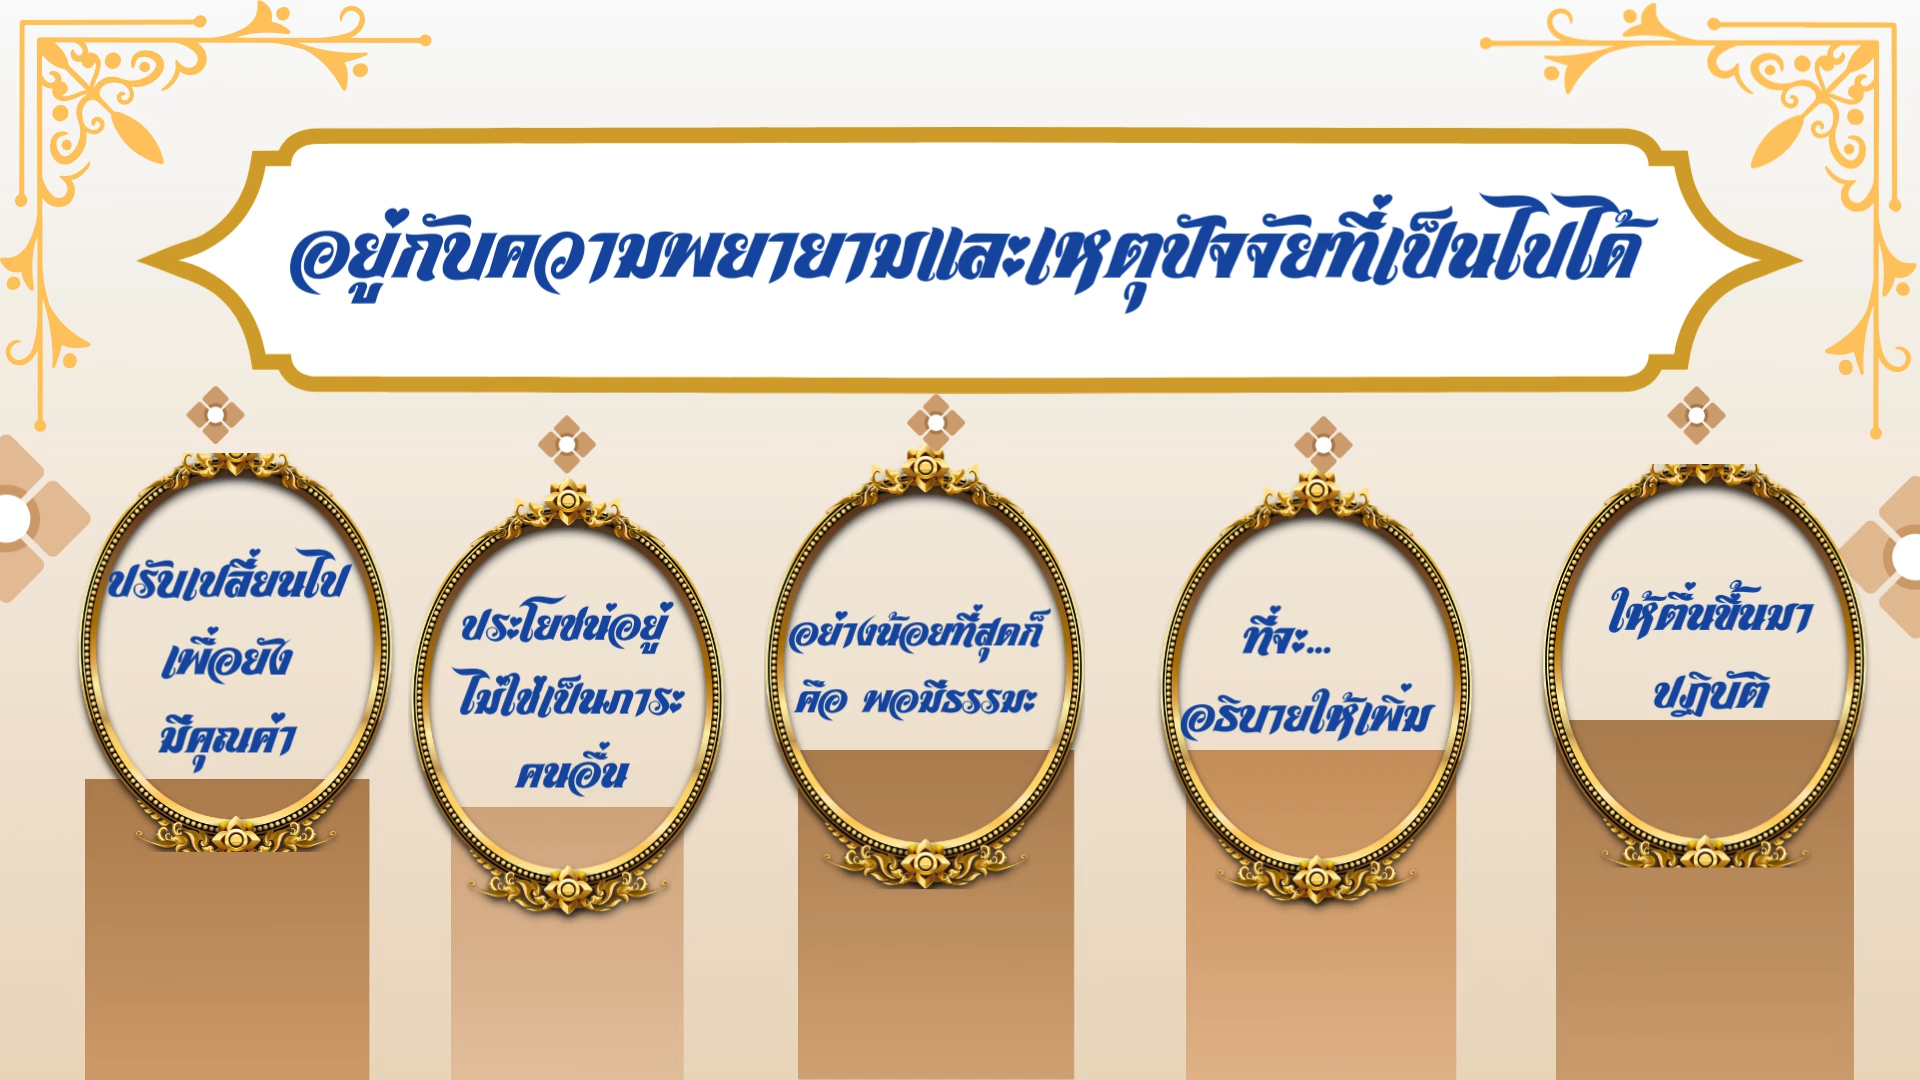 อยู่กับความพยายามและเหตุปัจจัยที่เป็นไปได้
ปรับเปลี่ยนไป
เพื่อยัง
มีคุณค่า
ประโยชน์อยู่
ไม่ใช่เป็นภาระ
คนอื่น
อย่างน้อยที่สุดก็
คือ พอมีธรรมะ
ที่จะ...
อธิบายให้เพิ่ม
ให้ตื่นขึ้นมา
ปฏิบัติ